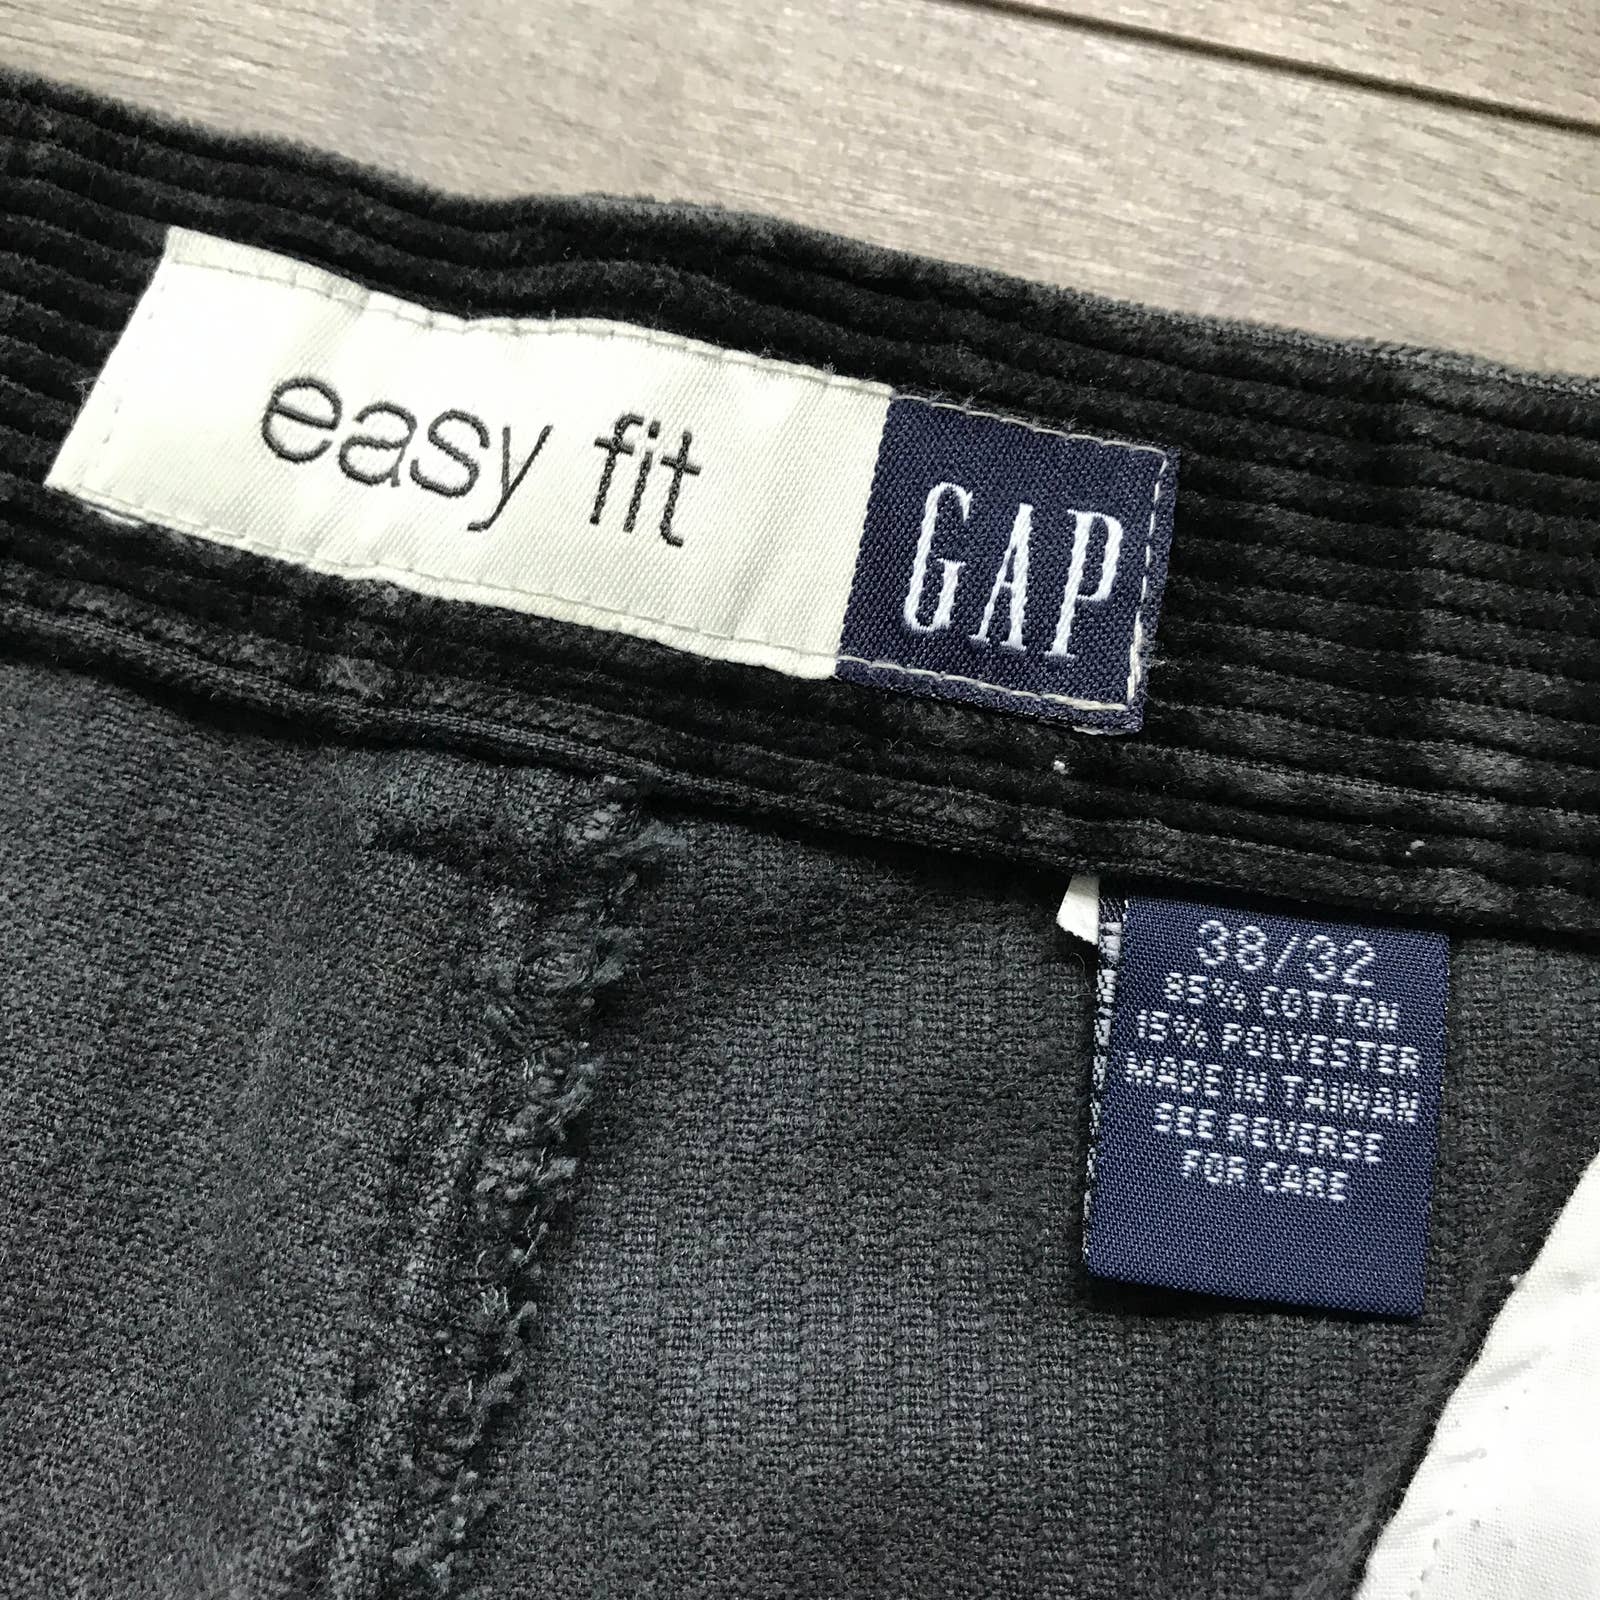 easy fit
GAP
38/32
85% COTTON
15% POLYESTER
MADE IN TAIWAN
SEE REVERSE
FOR CARE